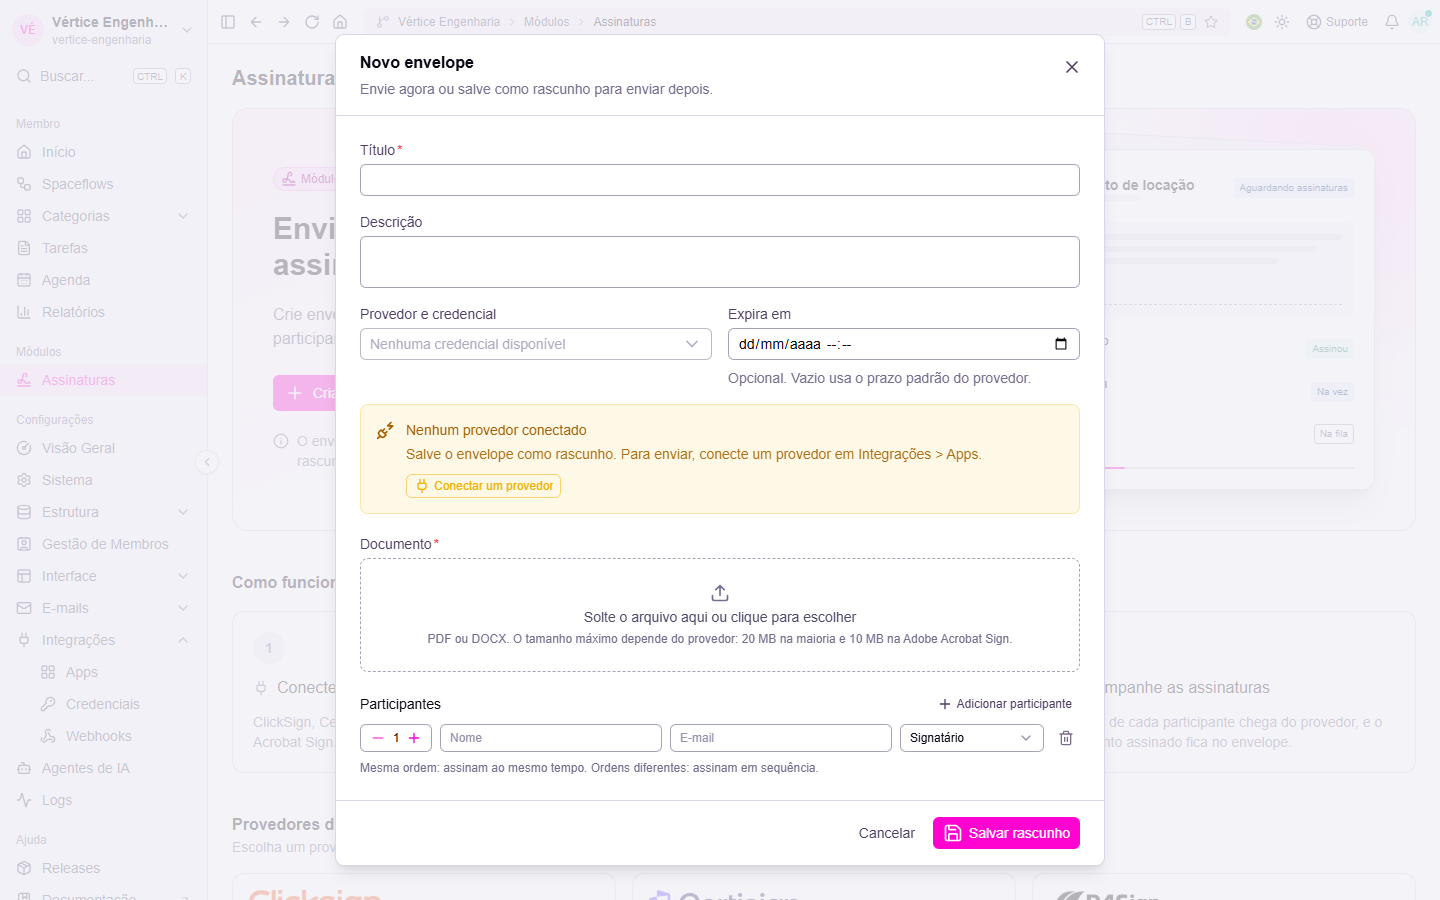 VÉ
Vértice Engenh...
vertice-engenharia
Vértice Engenharia
Módulos
Assinaturas
CTRL
B
Suporte
AR
Buscar...
CTRL
K
Membro
Início
Spaceflows
Categorias
Tarefas
Agenda
Relatórios
Módulos
Assinaturas
Configurações
Visão Geral
Sistema
Estrutura
Gestão de Membros
Interface
E-mails
Integrações
Apps
Credenciais
Webhooks
Agentes de IA
Logs
Ajuda
Releases
Novo envelope
Envie agora ou salve como rascunho para enviar depois.
Título*
Descrição
Provedor e credencial
Nenhuma credencial disponível
Expira em
dd/mm/aaaa --:--
Opcional. Vazio usa o prazo padrão do provedor.
Nenhum provedor conectado
Salve o envelope como rascunho. Para enviar, conecte um provedor em Integrações > Apps.
Conectar um provedor
Documento*
Solte o arquivo aqui ou clique para escolher
PDF ou DOCX. O tamanho máximo depende do provedor: 20 MB na maioria e 10 MB na Adobe Acrobat Sign.
Participantes
Adicionar participante
1
Nome
E-mail
Signatário
Mesma ordem: assinam ao mesmo tempo. Ordens diferentes: assinam em sequência.
Cancelar
Salvar rascunho
Assinatura
Módul
Envi
assi
Crie enve
participa
Cria
O env
rascun
to de locação
Aguardando assinaturas
Assinou
Na vez
Na fila
Como funcion
1
Conecte
ClickSign, Ce
Acrobat Sign
mpanhe as assinaturas
de cada participante chega do provedor, e o
nto assinado fica no envelope.
Provedores d
Escolha um prov